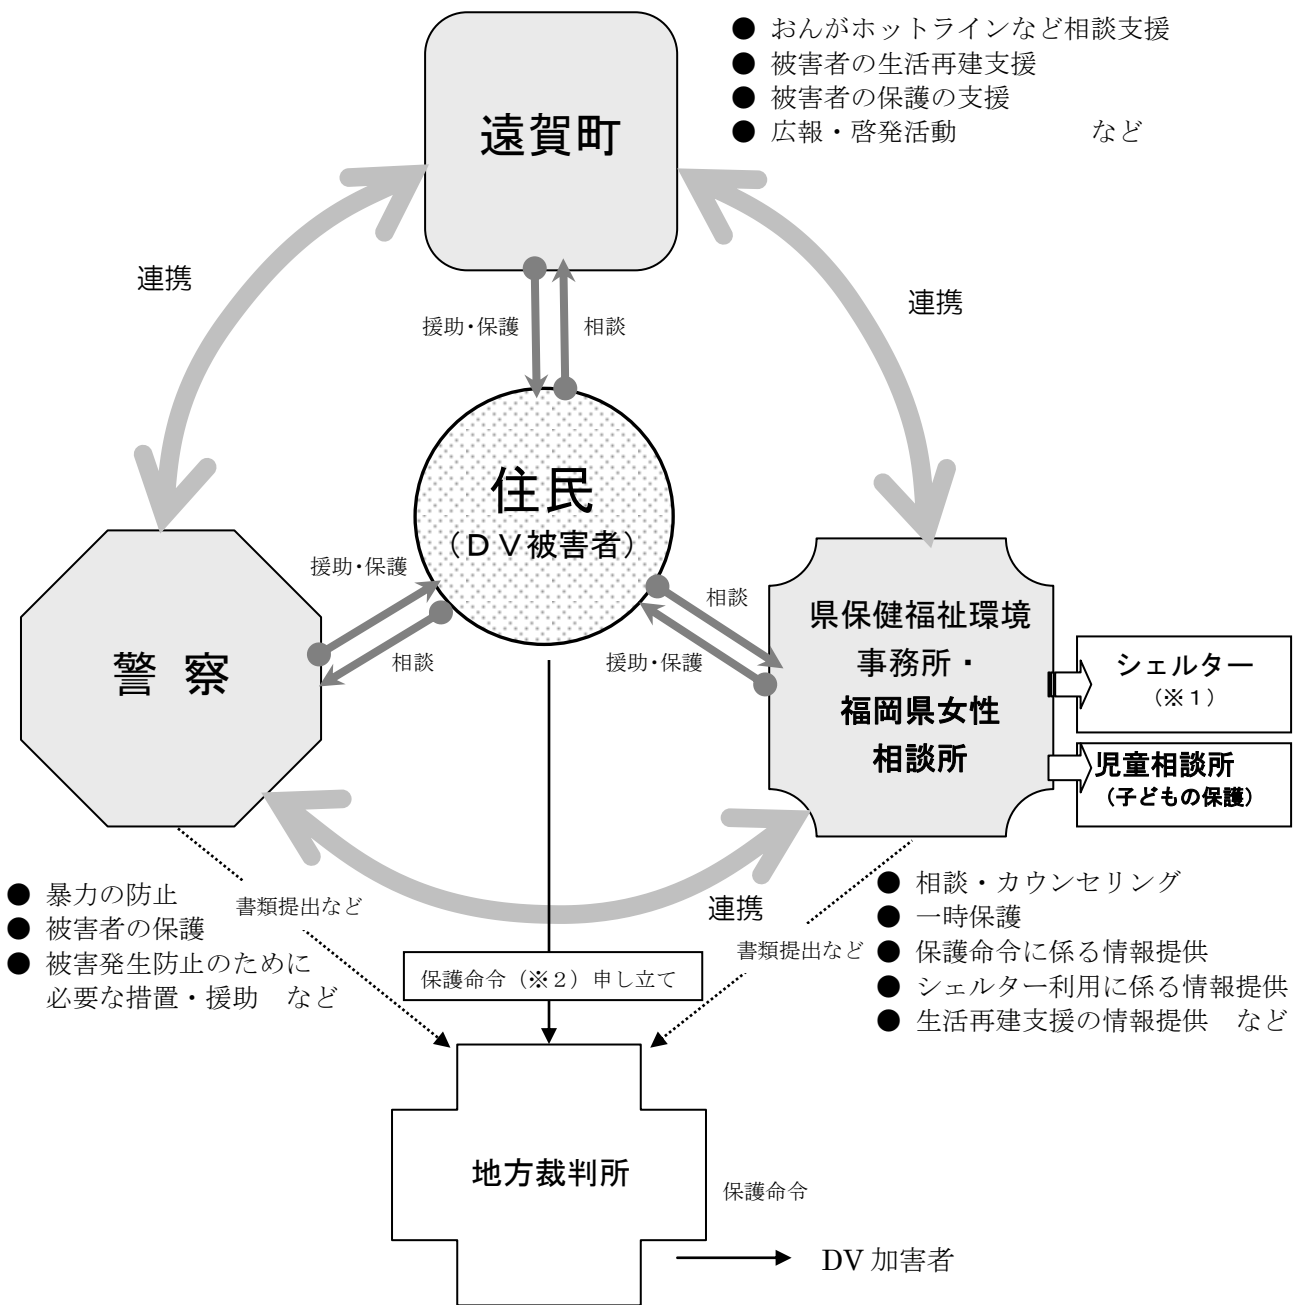 ● おんがホットラインなど相談支援
● 被害者の生活再建支援
● 被害者の保護の支援
● 広報・啓発活動　　　　　など
遠賀町
連携
連携
援助・保護
相談
住民
（ＤＶ被害者）
援助・保護
相談
相談
援助・保護
警 察
県保健福祉環境
事務所・
福岡県女性
相談所
シェルター
（※１）
児童相談所
（子どもの保護）
● 暴力の防止
● 被害者の保護
● 被害発生防止のために
必要な措置・援助　など
書類提出など
連携
書類提出など
● 相談・カウンセリング
● 一時保護
● 保護命令に係る情報提供
● シェルター利用に係る情報提供
● 生活再建支援の情報提供　など
保護命令（※２）申し立て
地方裁判所
保護命令
DV 加害者